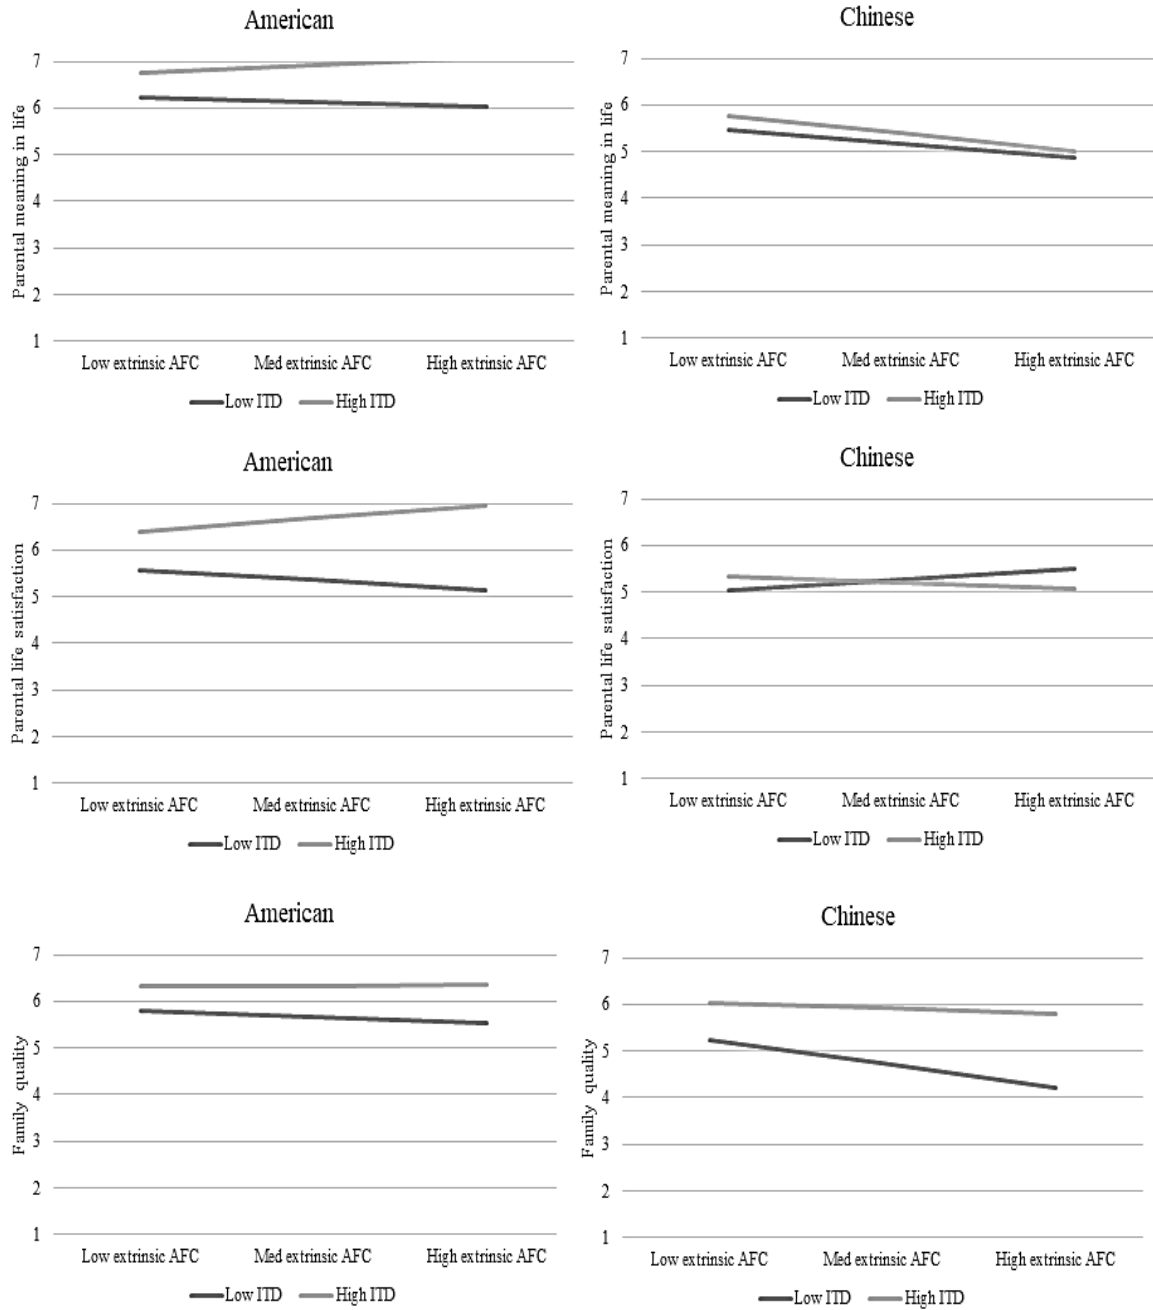 American
Parental meaning in life
7
6
5
4
3
2
1
Low extrinsic AFC Med extrinsic AFC High extrinsic AFC
Low ITD High ITD
Chinese
Parental meaning in life
7
6
5
4
3
2
1
Low extrinsic AFC Med extrinsic AFC High extrinsic AFC
Low ITD High ITD
American
Parental life satisfaction
7
6
5
4
3
2
1
Low extrinsic AFC Med extrinsic AFC High extrinsic AFC
Low ITD High ITD
Chinese
Parental life satisfaction
7
6
5
4
3
2
1
Low extrinsic AFC Med extrinsic AFC High extrinsic AFC
Low ITD High ITD
American
Family quality
7
6
5
4
3
2
1
Low extrinsic AFC Med extrinsic AFC High extrinsic AFC
Low ITD High ITD
Chinese
Family quality
7
6
5
4
3
2
1
Low extrinsic AFC Med extrinsic AFC High extrinsic AFC
Low ITD High ITD